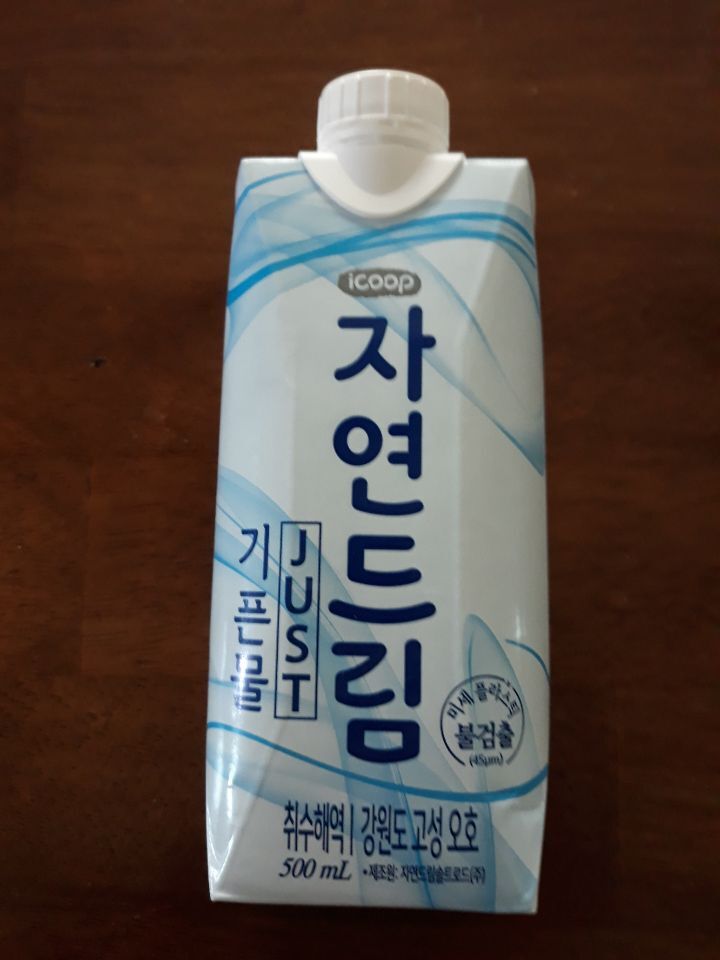 icoop
자연드림
JUST
기픈물
미세 플라스틱
불검출
(45μm)
취수해역 | 강원도 고성 오호
500 mL •제조원: 자연드림솔트로드(주)